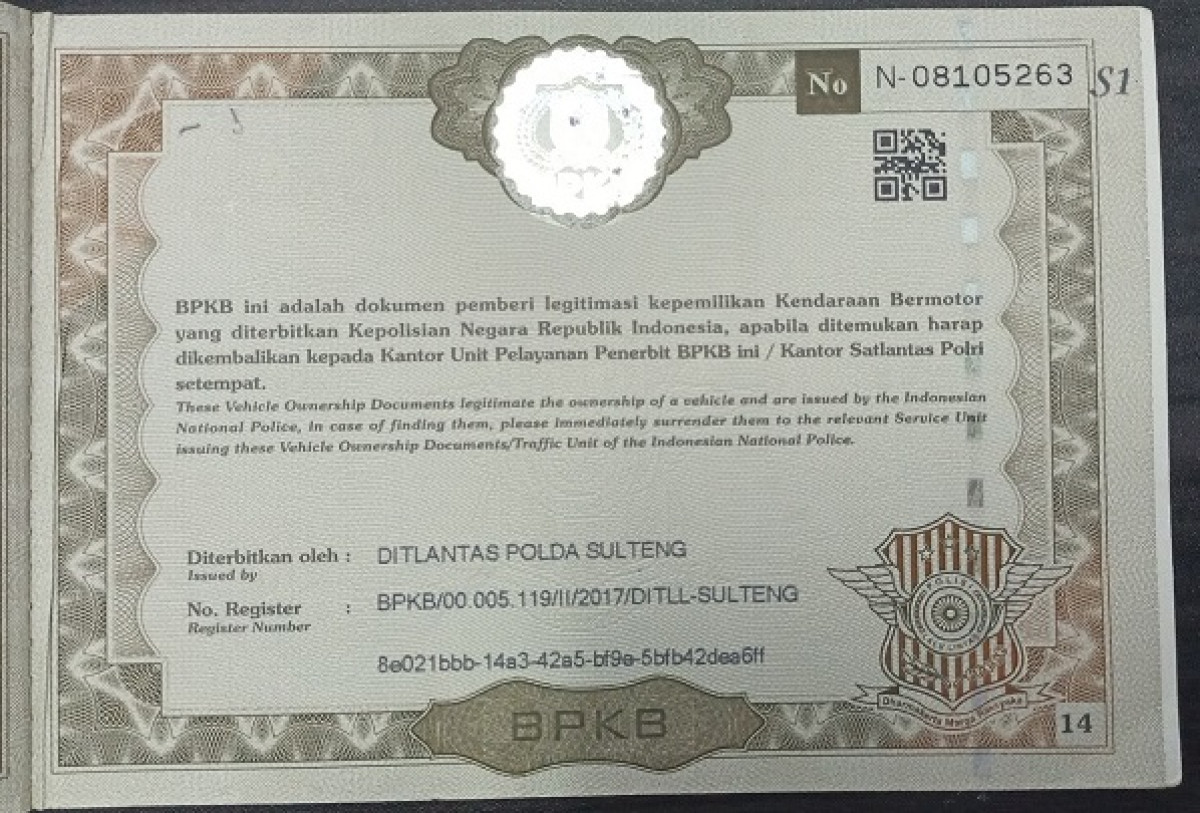 No N-08105263 S1
BPKB ini adalah dokumen pemberi legitimasi kepemilikan Kendaraan Bermotor
yang diterbitkan Kepolisian Negara Republik Indonesia, apabila ditemukan harap
dikembalikan kepada Kantor Unit Pelayanan Penerbit BPKB ini / Kantor Satlantas Polri
setempat.
These Vehicle Ownership Documents legitimate the ownership of a vehicle and are issued by the Indonesian
National Police, in case of finding them, please immediately surrender them to the relevant Service Unit
issuing these Vehicle Ownership Documents/Traffic Unit of the Indonesian National Police.
Diterbitkan oleh : DITLANTAS POLDA SULTENG
Issued by
No. Register : BPKB/00.005.119/II/2017/DITLL-SULTENG
Register Number
8e021bbb-14a3-42a5-bf9e-5bfb42dea6ff
POLISI
LALU LINTAS
Dharmakerta Marga
BPKB
14